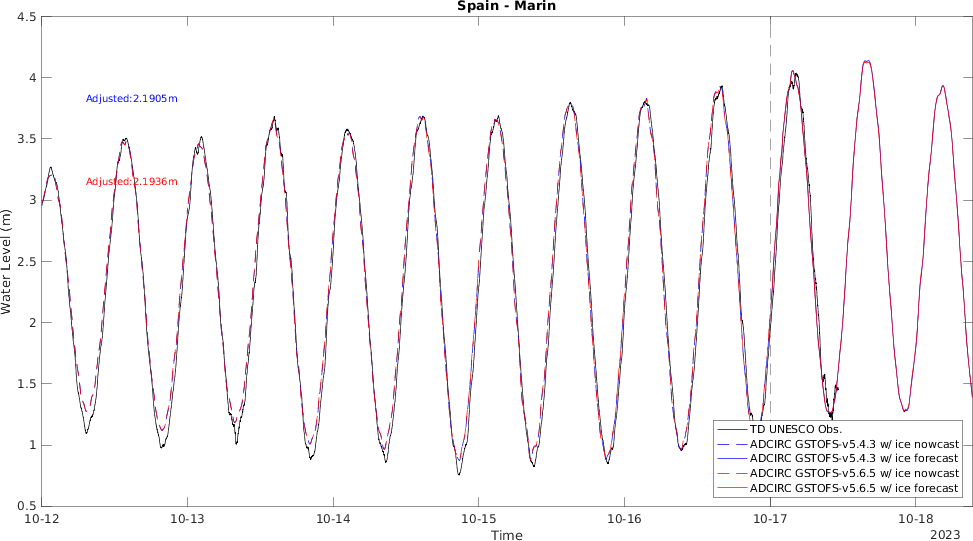 Spain - Marin
4.5
4
3.5
3
2.5
2
1.5
1
0.5
Water Level (m)
Adjusted:2.1905m
Adjusted:2.1936m
TD UNESCO Obs.
ADCIRC GSTOFS-v5.4.3 w/ ice nowcast
ADCIRC GSTOFS-v5.4.3 w/ ice forecast
ADCIRC GSTOFS-v5.6.5 w/ ice nowcast
ADCIRC GSTOFS-v5.6.5 w/ ice forecast
10-12 10-13 10-14 10-15 10-16 10-17 10-18
Time
2023